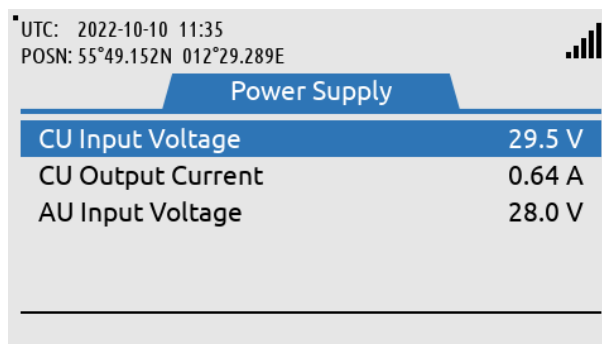 UTC: 2022-10-10 11:35
POSN: 55°49.152N 012°29.289E
Power Supply
CU Input Voltage 29.5 V
CU Output Current 0.64 A
AU Input Voltage 28.0 V